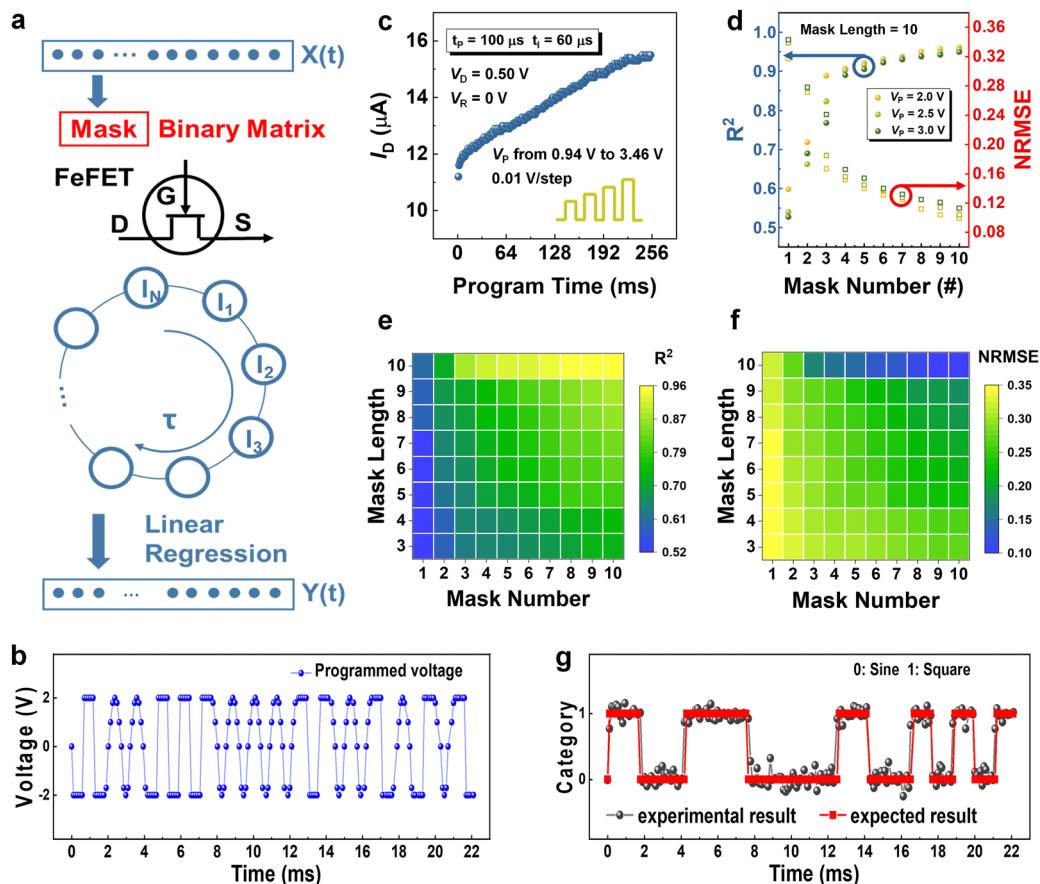 a
X(t)
Mask Binary Matrix
FeFET
G
D
S
I_N
I_1
I_2
I_3
τ
Linear
Regression
Y(t)
b
Programmed voltage
Voltage (V)
2
0
-2
0 2 4 6 8 10 12 14 16 18 20 22
Time (ms)
c
t_P = 100 μs t_I = 60 μs
V_D = 0.50 V
V_R = 0 V
V_P from 0.94 V to 3.46 V
0.01 V/step
I_D (μA)
16
14
12
10
0 64 128 192 256
Program Time (ms)
d
Mask Length = 10
V_P = 2.0 V
V_P = 2.5 V
V_P = 3.0 V
R²
1.0
0.9
0.8
0.7
0.6
0.5
NRMSE
0.36
0.32
0.28
0.24
0.20
0.16
0.12
0.08
1 2 3 4 5 6 7 8 9 10
Mask Number (#)
e
Mask Length
10
9
8
7
6
5
4
3
1 2 3 4 5 6 7 8 9 10
Mask Number
R²
0.96
0.87
0.78
0.70
0.61
0.52
f
Mask Length
10
9
8
7
6
5
4
3
1 2 3 4 5 6 7 8 9 10
Mask Number
NRMSE
0.35
0.30
0.25
0.20
0.15
0.10
g
0: Sine 1: Square
Category
1
0
experimental result expected result
0 2 4 6 8 10 12 14 16 18 20 22
Time (ms)